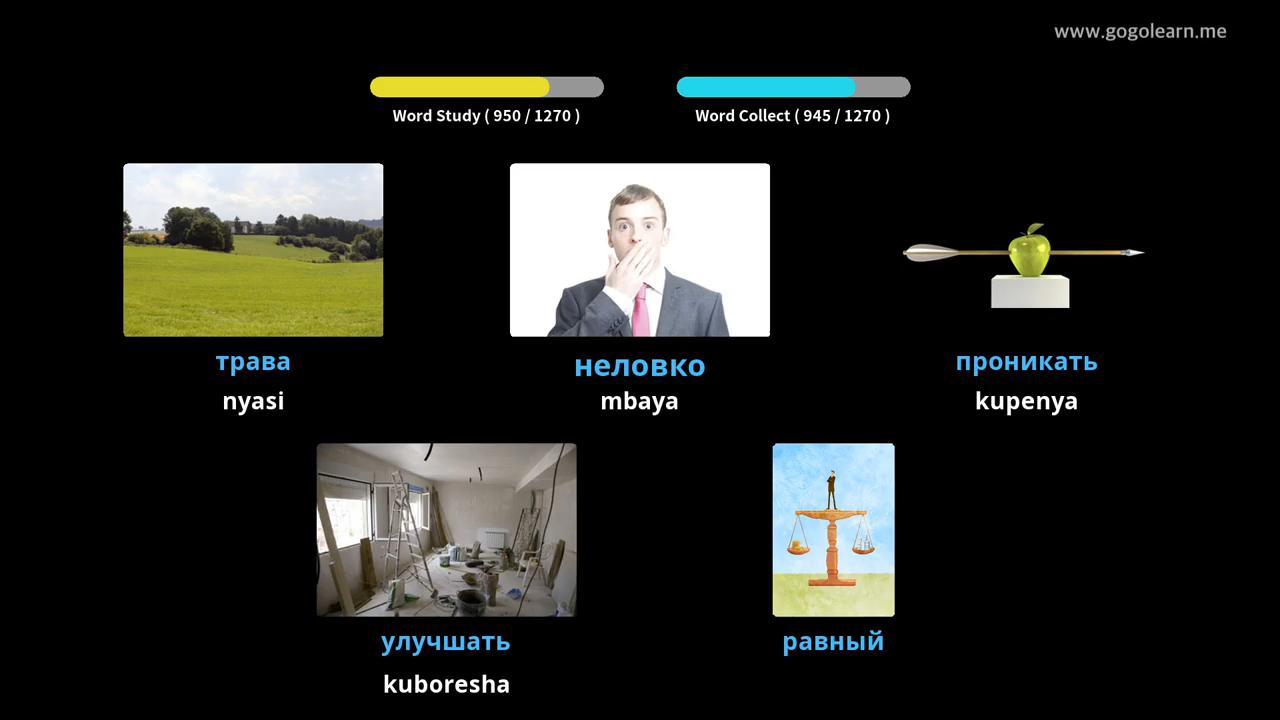 www.gogolearn.me
Word Study ( 950 / 1270 )
Word Collect ( 945 / 1270 )
трава
nyasi
неловко
mbaya
проникать
kupenya
улучшать
kuboresha
равный